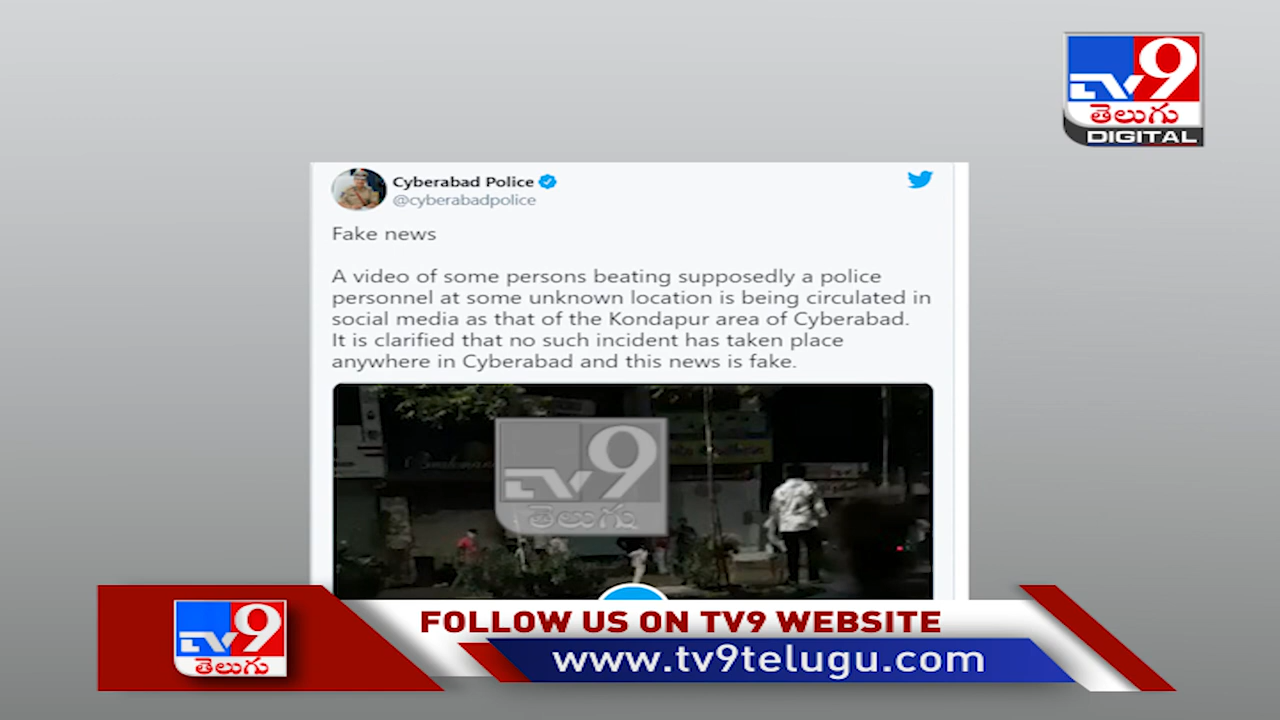 TV9
తెలుగు
DIGITAL
Cyberabad Police
@cyberabadpolice
Fake news
A video of some persons beating supposedly a police
personnel at some unknown location is being circulated in
social media as that of the Kondapur area of Cyberabad.
It is clarified that no such incident has taken place
anywhere in Cyberabad and this news is fake.
TV9
తెలుగు
TV9
తెలుగు
FOLLOW US ON TV9 WEBSITE
www.tv9telugu.com